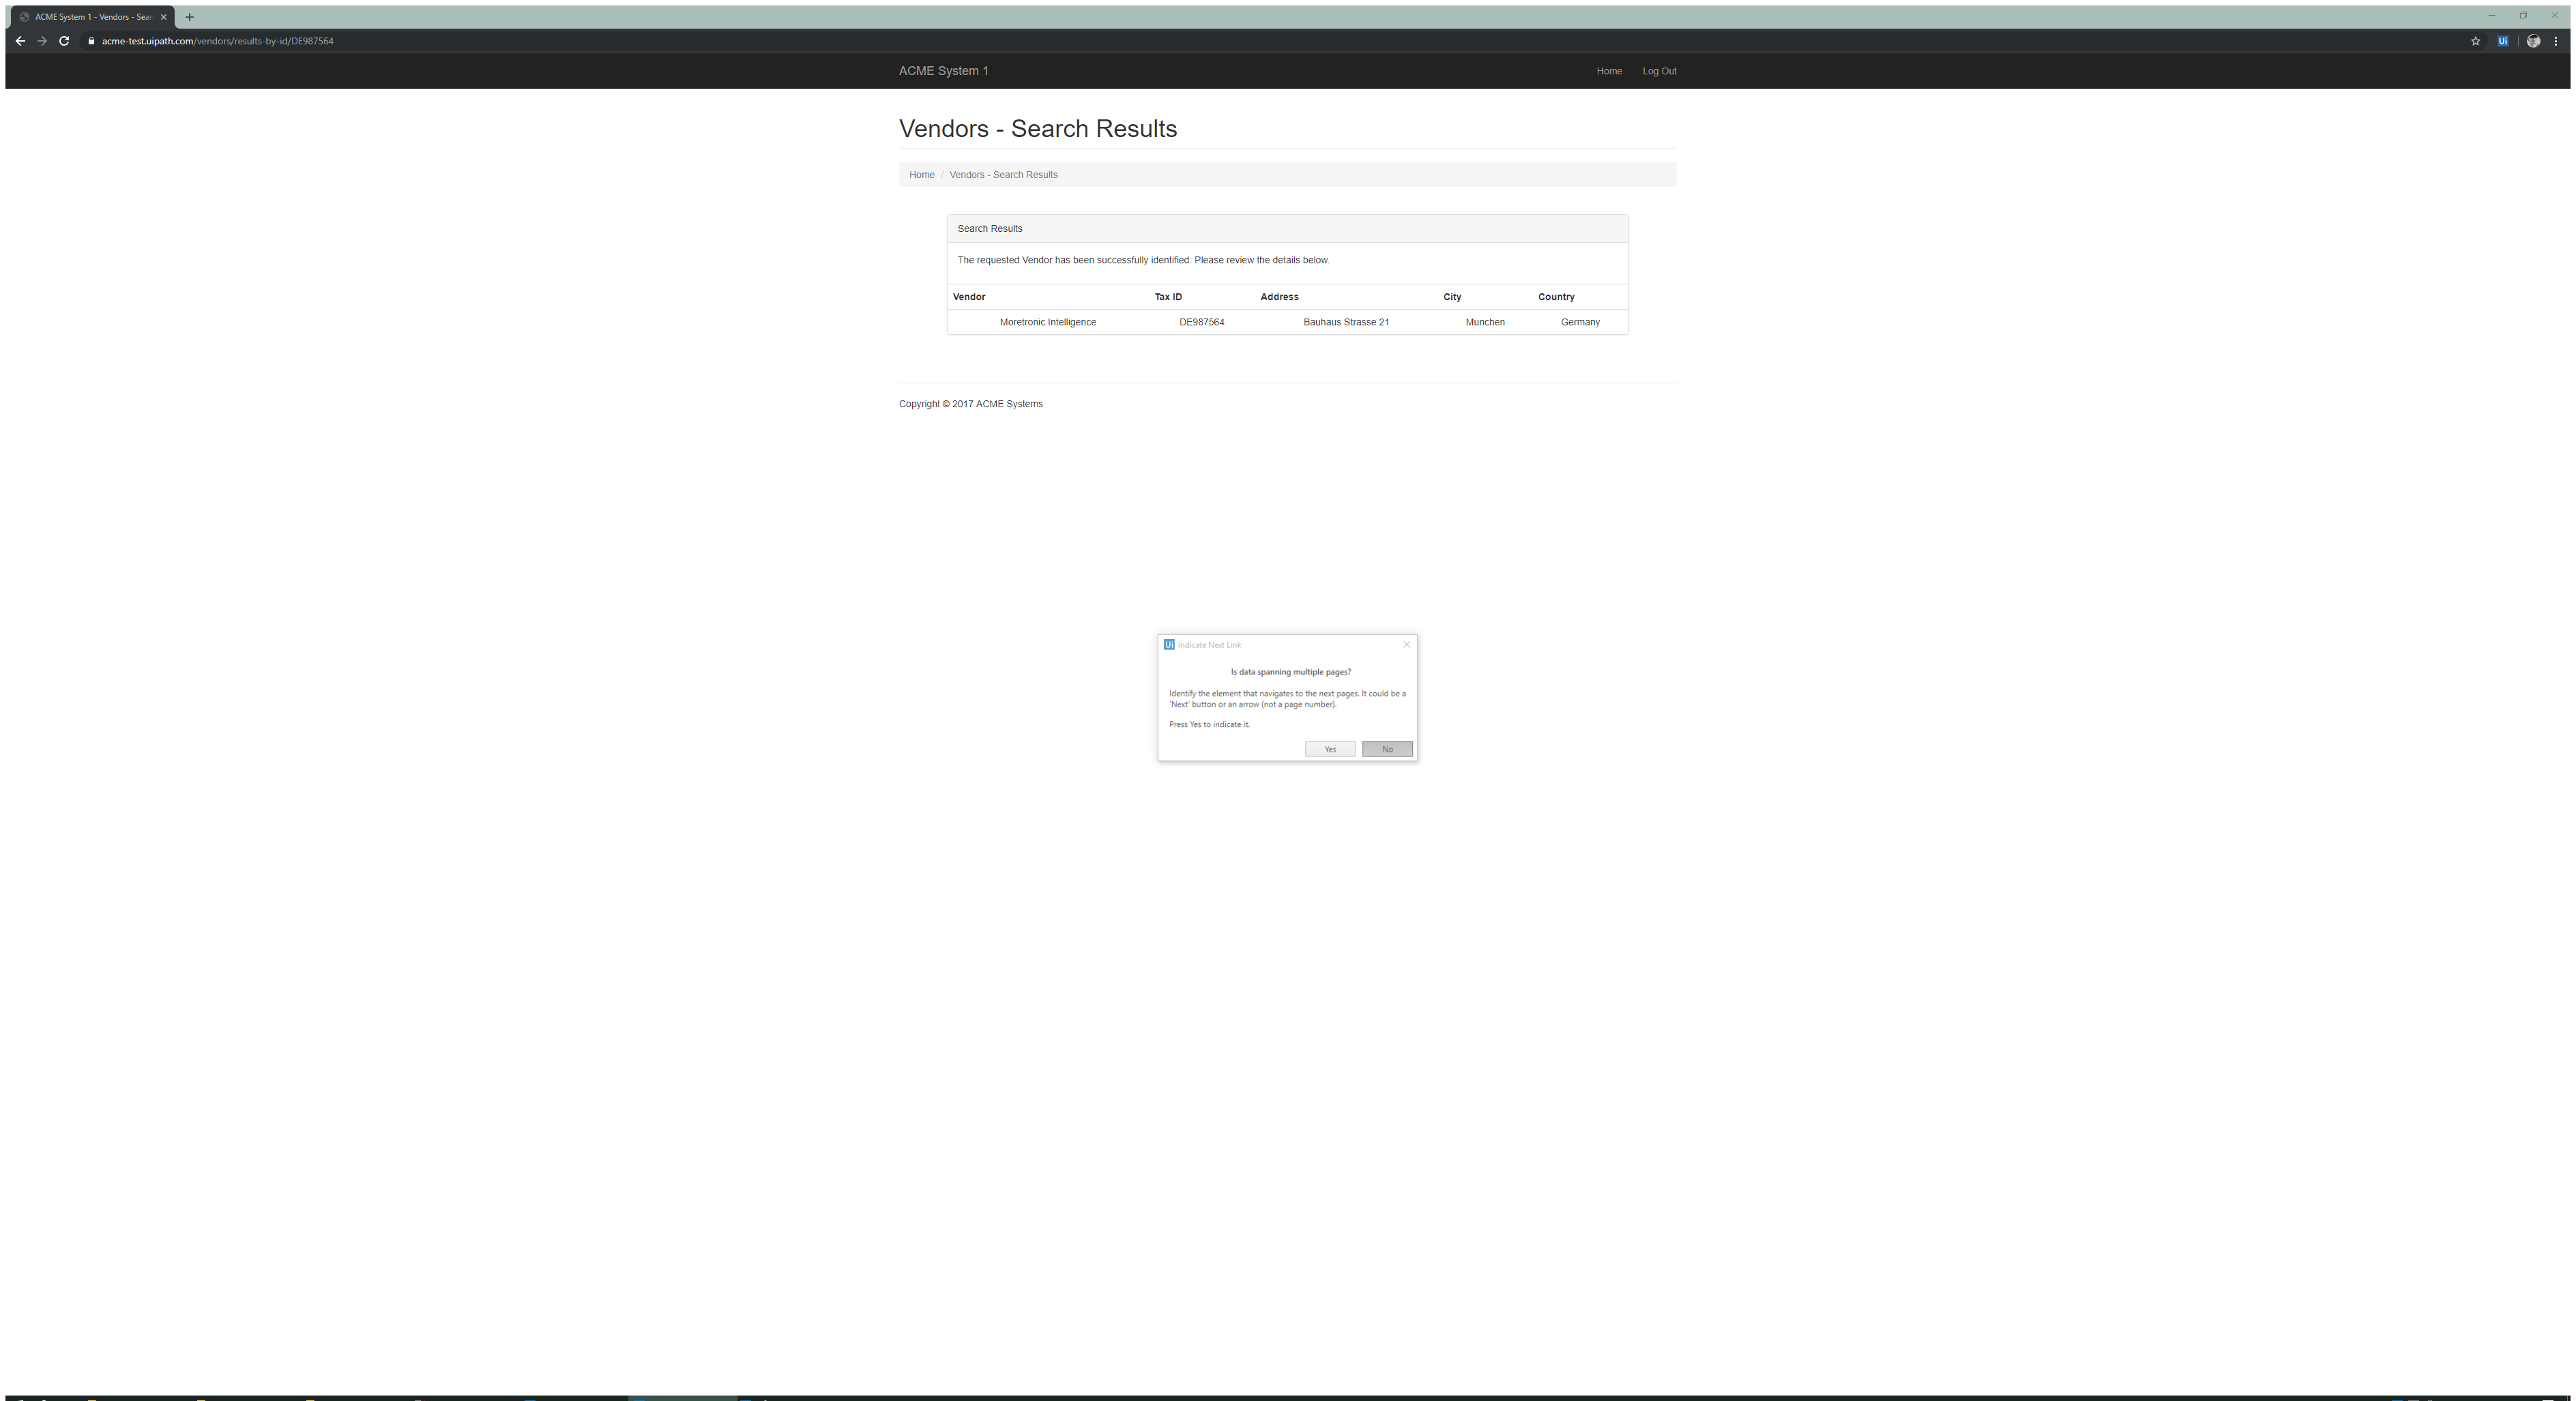 ACME System 1 - Vendors - Sea
acme-test.uipath.com/vendors/results-by-id/DE987564
Ui
ACME System 1 Home Log Out
Vendors - Search Results
Home / Vendors - Search Results
Search Results
The requested Vendor has been successfully identified. Please review the details below.
Vendor Tax ID Address City Country
Moretronic Intelligence DE987564 Bauhaus Strasse 21 Munchen Germany
Copyright © 2017 ACME Systems
Ui Indicate Next Link
Is data spanning multiple pages?
Identify the element that navigates to the next pages. It could be a
'Next' button or an arrow (not a page number).
Press Yes to indicate it.
Yes No